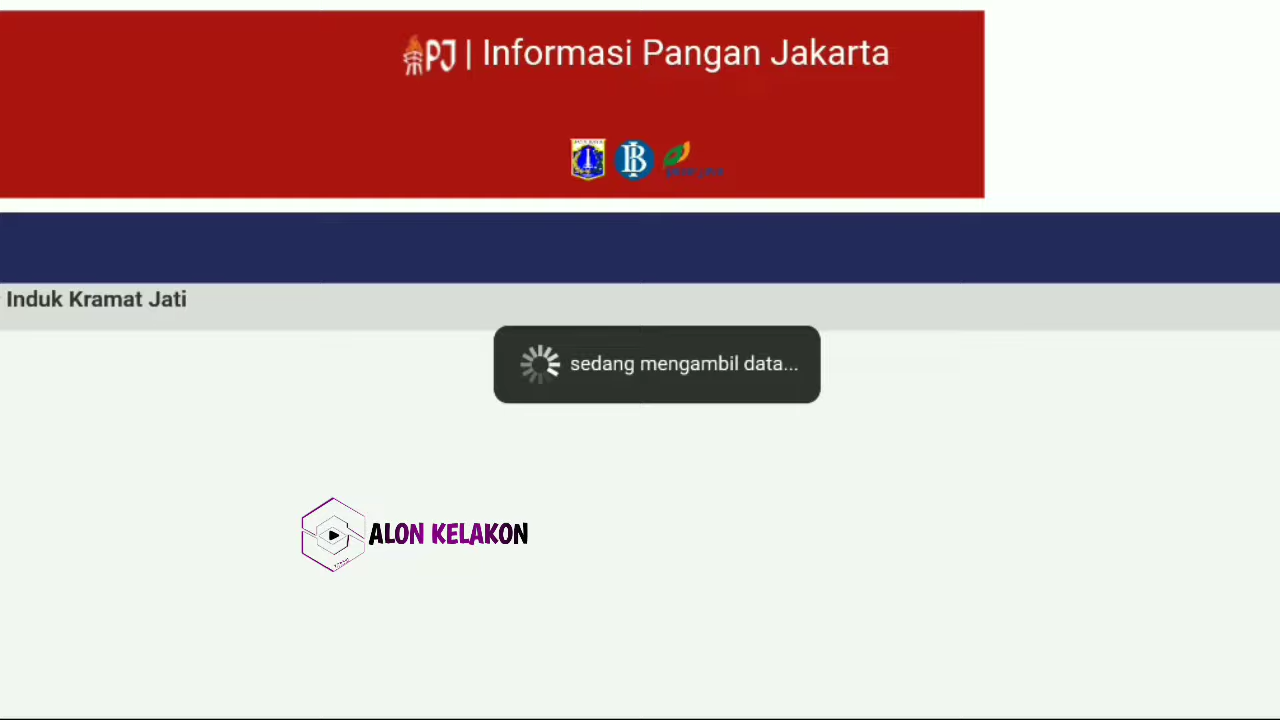 PJ | Informasi Pangan Jakarta
Induk Kramat Jati
sedang mengambil data...
ALON KELAKON